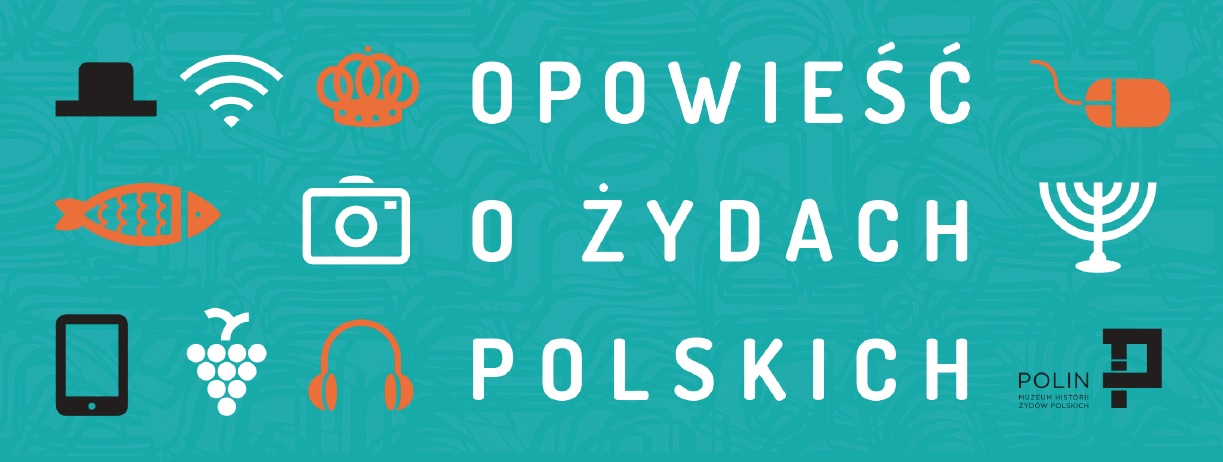 OPOWIEŚĆ
O ŻYDACH
POLSKICH
POLIN
MUZEUM HISTORII
ŻYDÓW POLSKICH